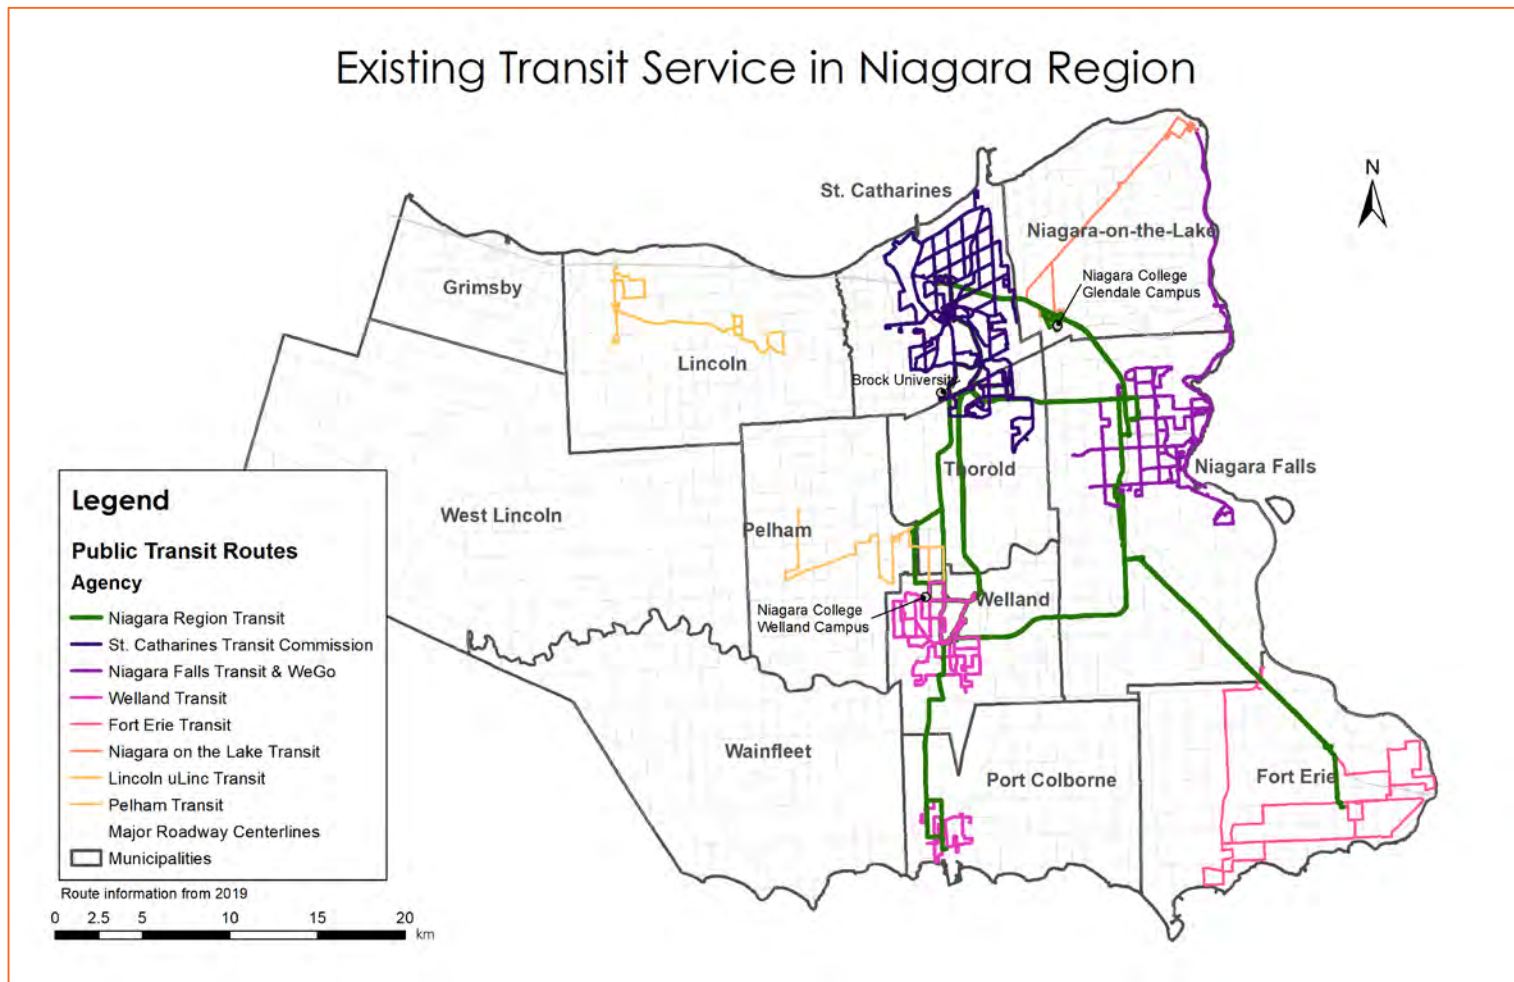 Existing Transit Service in Niagara Region
N
St. Catharines
Niagara-on-the-Lake
Niagara College
Glendale Campus
Grimsby
Lincoln
Brock University
Thorold
Niagara Falls
West Lincoln
Pelham
Niagara College
Welland Campus
Welland
Wainfleet
Port Colborne
Fort Erie
Legend
Public Transit Routes
Agency
Niagara Region Transit
St. Catharines Transit Commission
Niagara Falls Transit & WeGo
Welland Transit
Fort Erie Transit
Niagara on the Lake Transit
Lincoln uLinc Transit
Pelham Transit
Major Roadway Centerlines
Municipalities
Route information from 2019
0 2.5 5 10 15 20
km